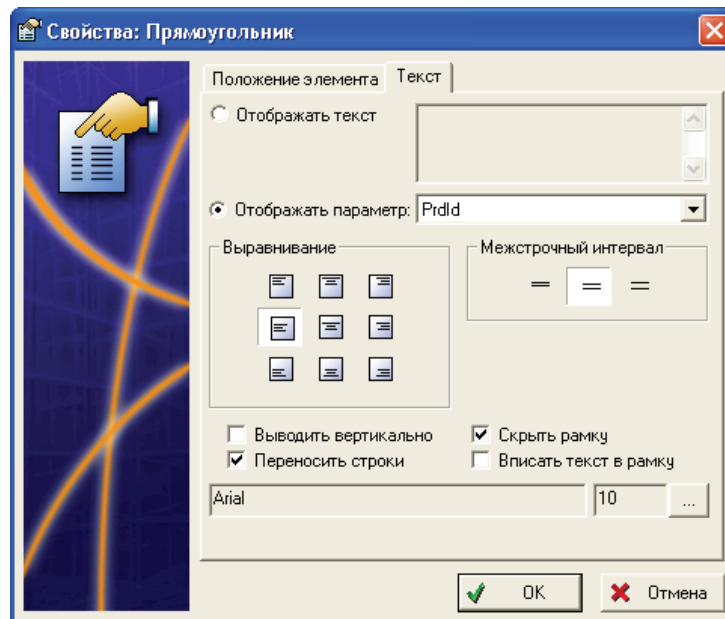 Свойства: Прямоугольник
Положение элемента Текст
Отображать текст
Отображать параметр: PrdId
Выравнивание Межстрочный интервал
Выводить вертикально Скрыть рамку
Переносить строки Вписать текст в рамку
Arial 10 ...
OK Отмена